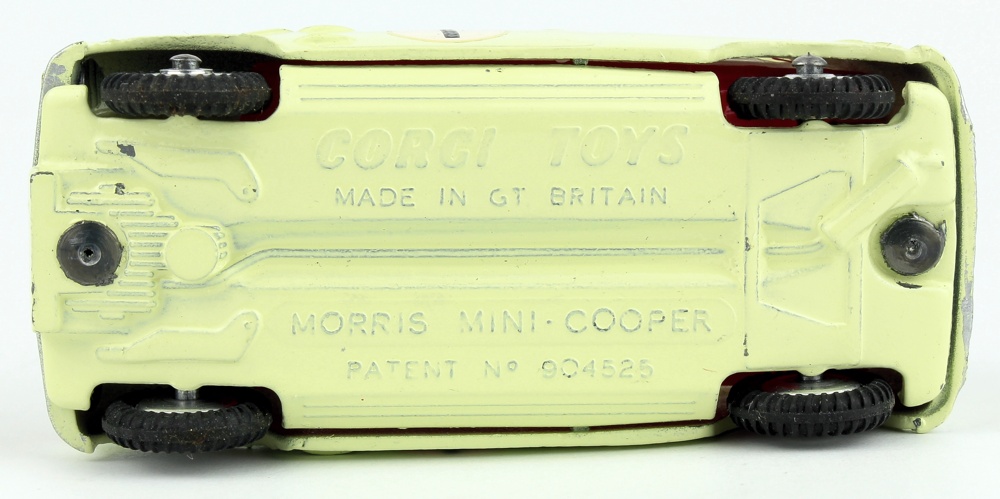 CORGI TOYS
MADE IN GT BRITAIN
MORRIS MINI·COOPER
PATENT Nº 904525